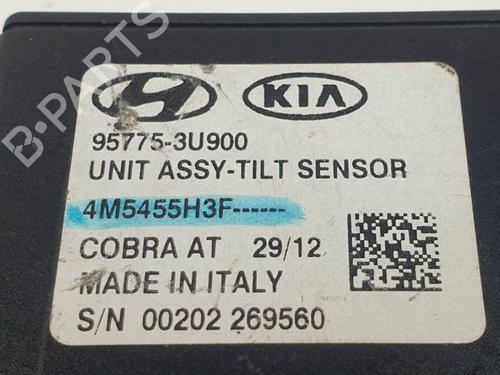 KIA
95775-3U900
UNIT ASSY-TILT SENSOR
4M5455H3F------
COBRA AT 29/12
MADE IN ITALY
S/N 00202 269560
B-PARTS